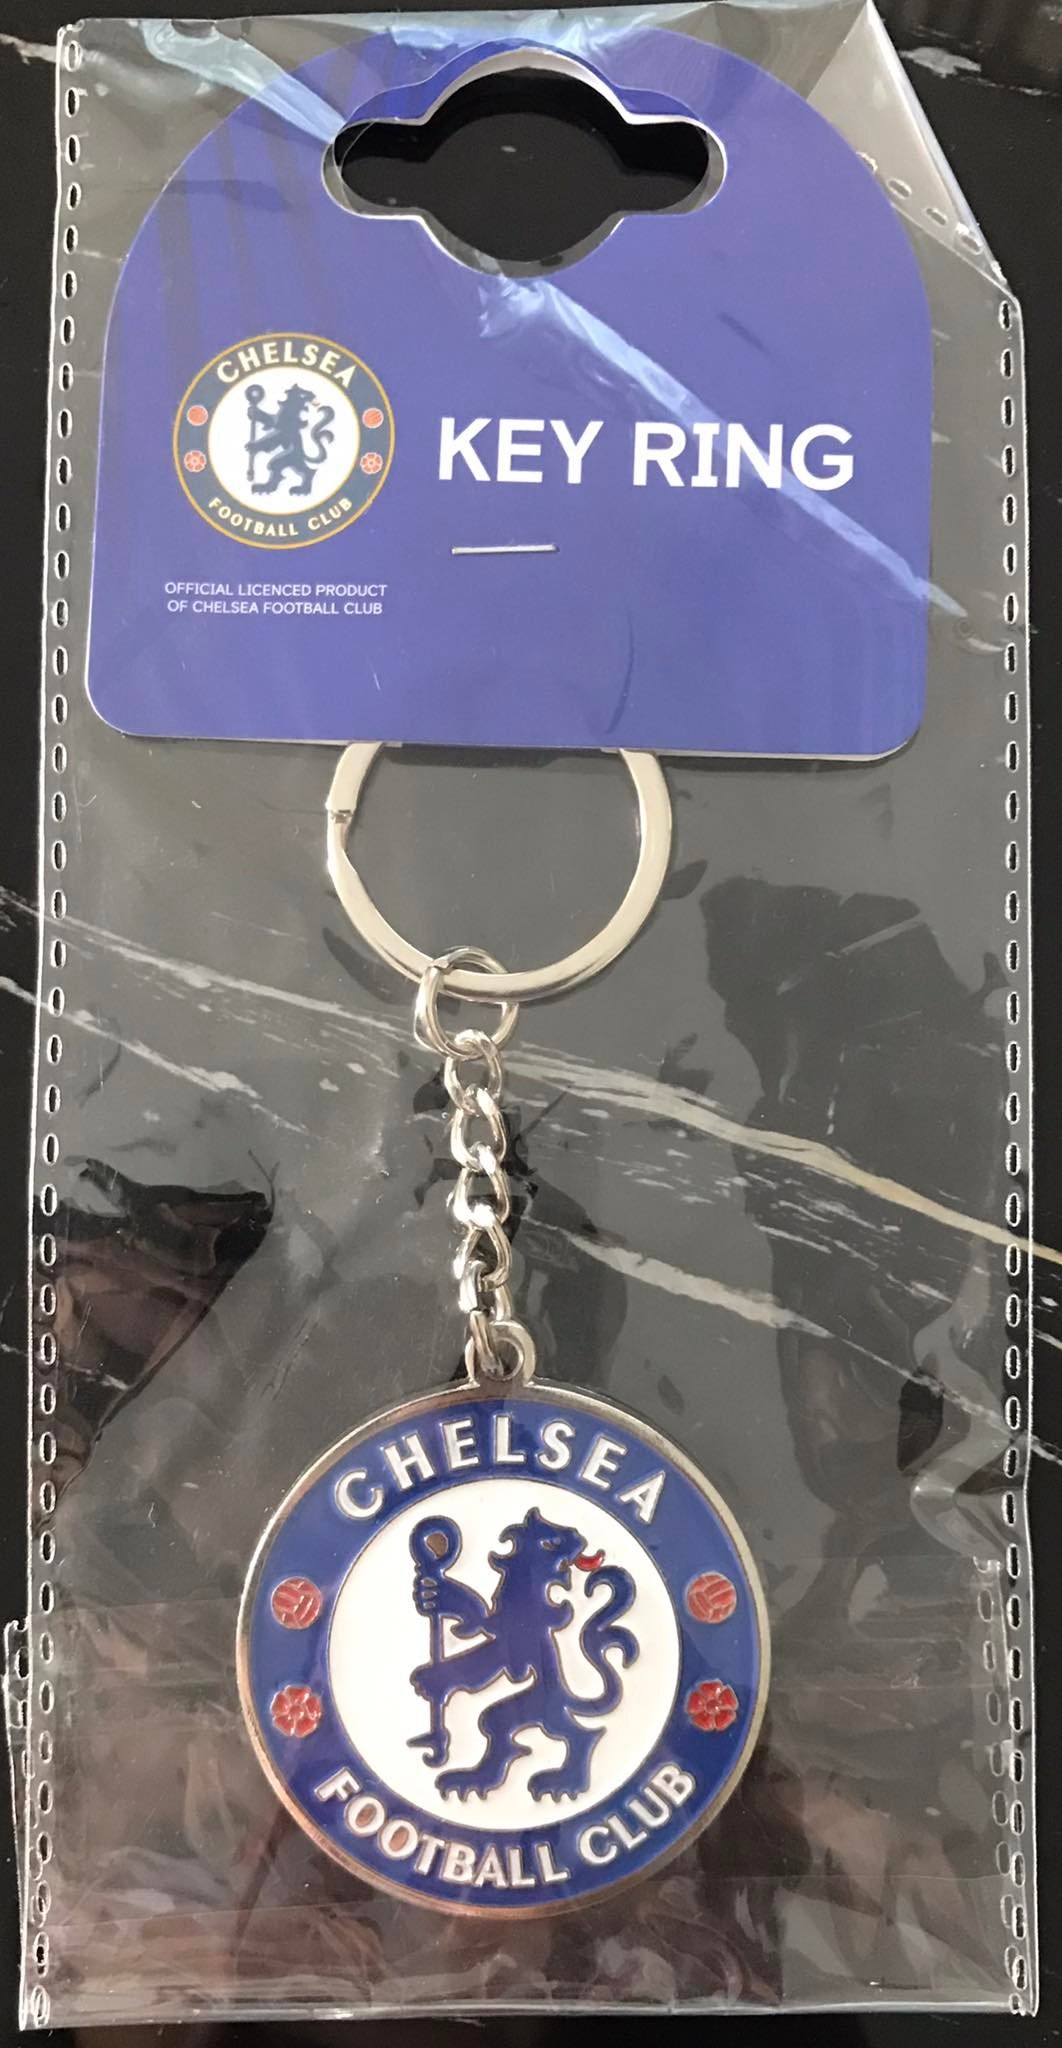 CHELSEA
FOOTBALL CLUB
KEY RING
OFFICIAL LICENCED PRODUCT
OF CHELSEA FOOTBALL CLUB
CHELSEA
FOOTBALL CLUB